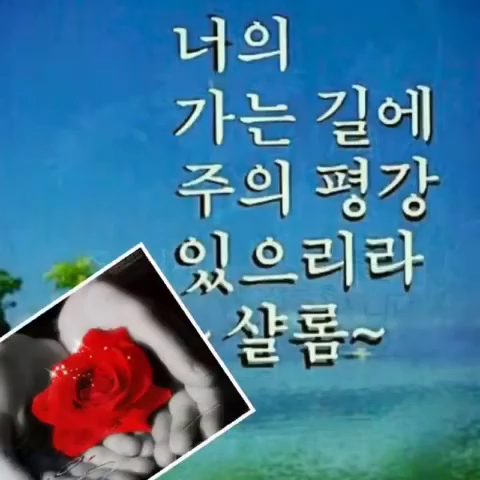 너의
가는 길에
주의 평강
있으리라
~ 샬롬~